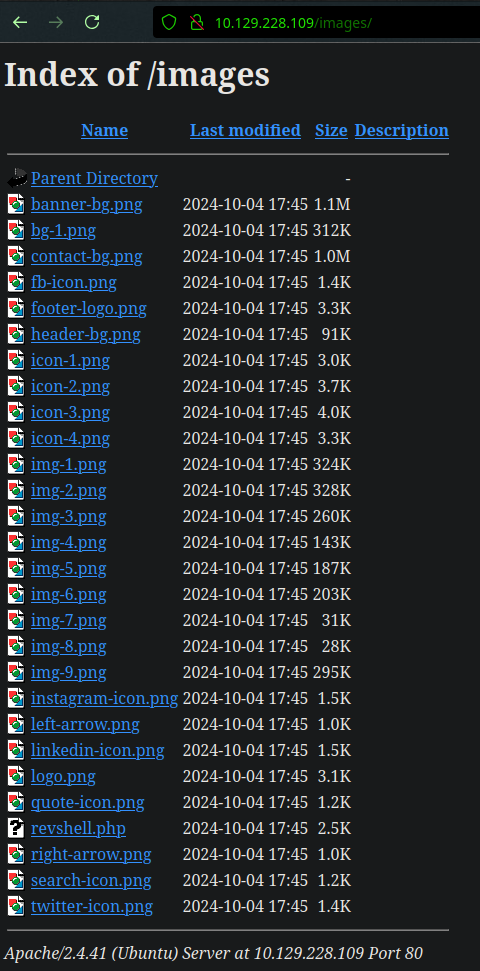 10.129.228.109/images/
Index of /images
Name Last modified Size Description
Parent Directory -
banner-bg.png 2024-10-04 17:45 1.1M
bg-1.png 2024-10-04 17:45 312K
contact-bg.png 2024-10-04 17:45 1.0M
fb-icon.png 2024-10-04 17:45 1.4K
footer-logo.png 2024-10-04 17:45 3.3K
header-bg.png 2024-10-04 17:45 91K
icon-1.png 2024-10-04 17:45 3.0K
icon-2.png 2024-10-04 17:45 3.7K
icon-3.png 2024-10-04 17:45 4.0K
icon-4.png 2024-10-04 17:45 3.3K
img-1.png 2024-10-04 17:45 324K
img-2.png 2024-10-04 17:45 328K
img-3.png 2024-10-04 17:45 260K
img-4.png 2024-10-04 17:45 143K
img-5.png 2024-10-04 17:45 187K
img-6.png 2024-10-04 17:45 203K
img-7.png 2024-10-04 17:45 31K
img-8.png 2024-10-04 17:45 28K
img-9.png 2024-10-04 17:45 295K
instagram-icon.png 2024-10-04 17:45 1.5K
left-arrow.png 2024-10-04 17:45 1.0K
linkedin-icon.png 2024-10-04 17:45 1.5K
logo.png 2024-10-04 17:45 3.1K
quote-icon.png 2024-10-04 17:45 1.2K
revshell.php 2024-10-04 17:45 2.5K
right-arrow.png 2024-10-04 17:45 1.0K
search-icon.png 2024-10-04 17:45 1.2K
twitter-icon.png 2024-10-04 17:45 1.4K
Apache/2.4.41 (Ubuntu) Server at 10.129.228.109 Port 80